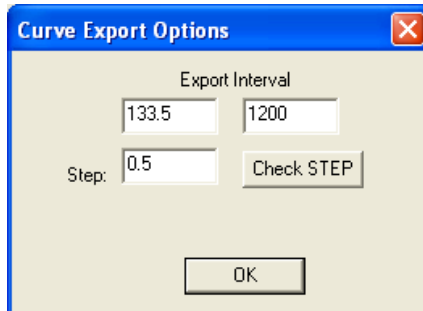 Curve Export Options
Export Interval
133.5 1200
Step: 0.5 Check STEP
OK